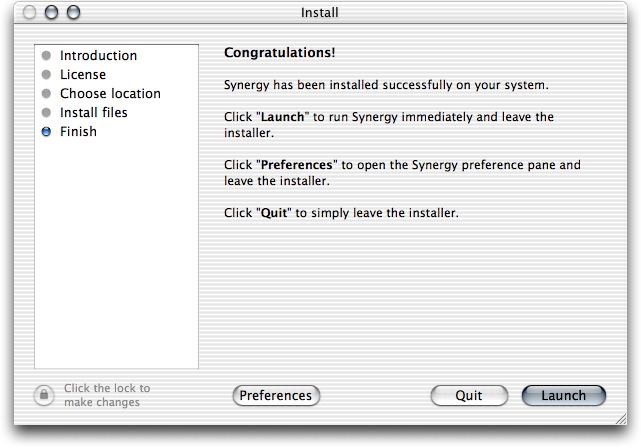 Install
Introduction
License
Choose location
Install files
Finish
Congratulations!
Synergy has been installed successfully on your system.
Click "Launch" to run Synergy immediately and leave the
installer.
Click "Preferences" to open the Synergy preference pane and
leave the installer.
Click "Quit" to simply leave the installer.
Click the lock to
make changes
Preferences
Quit
Launch